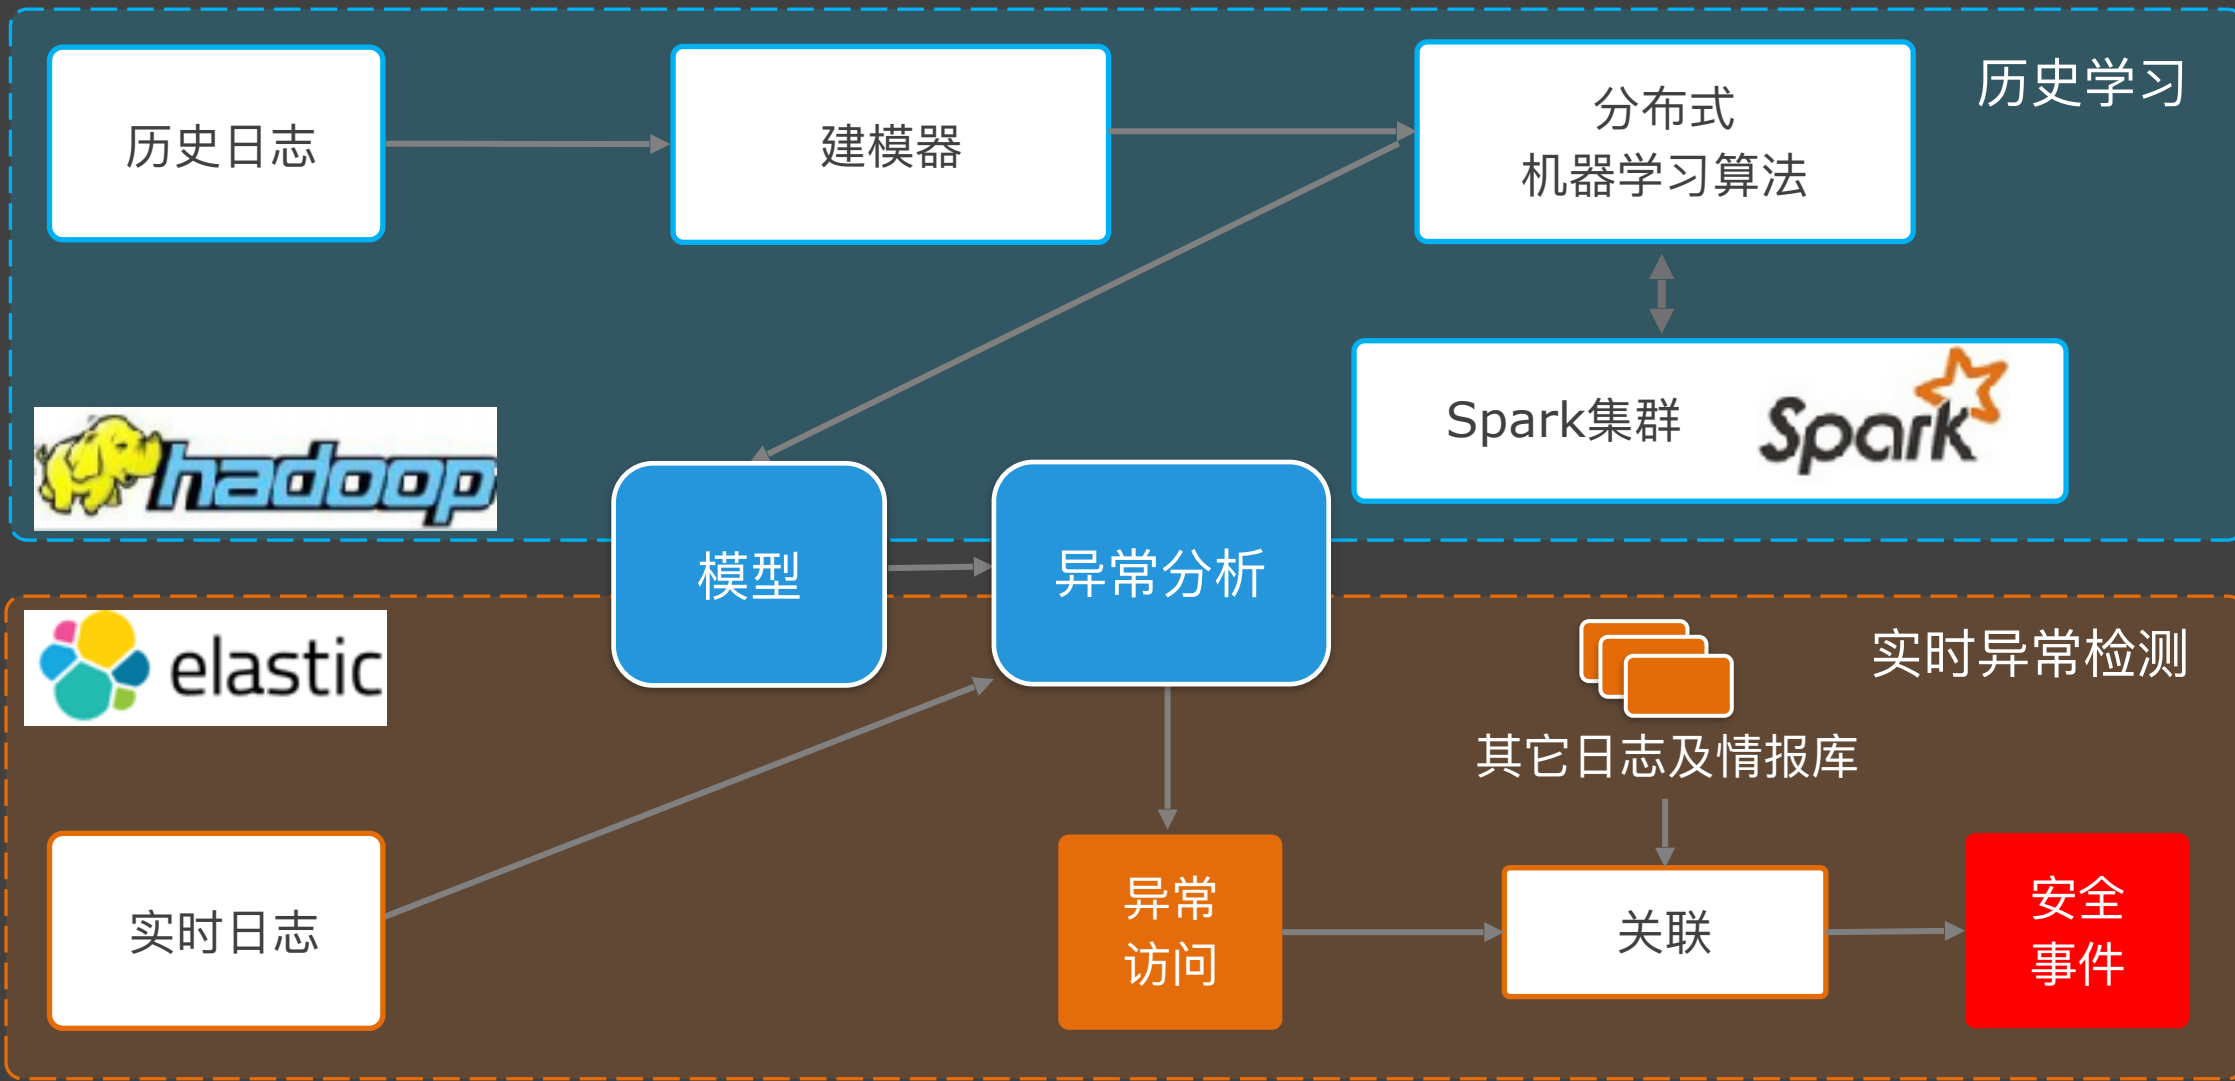 历史学习
历史日志
建模器
分布式
机器学习算法
Spark集群
Spark
hadoop
模型
异常分析
elastic
实时异常检测
其它日志及情报库
实时日志
异常
访问
关联
安全
事件